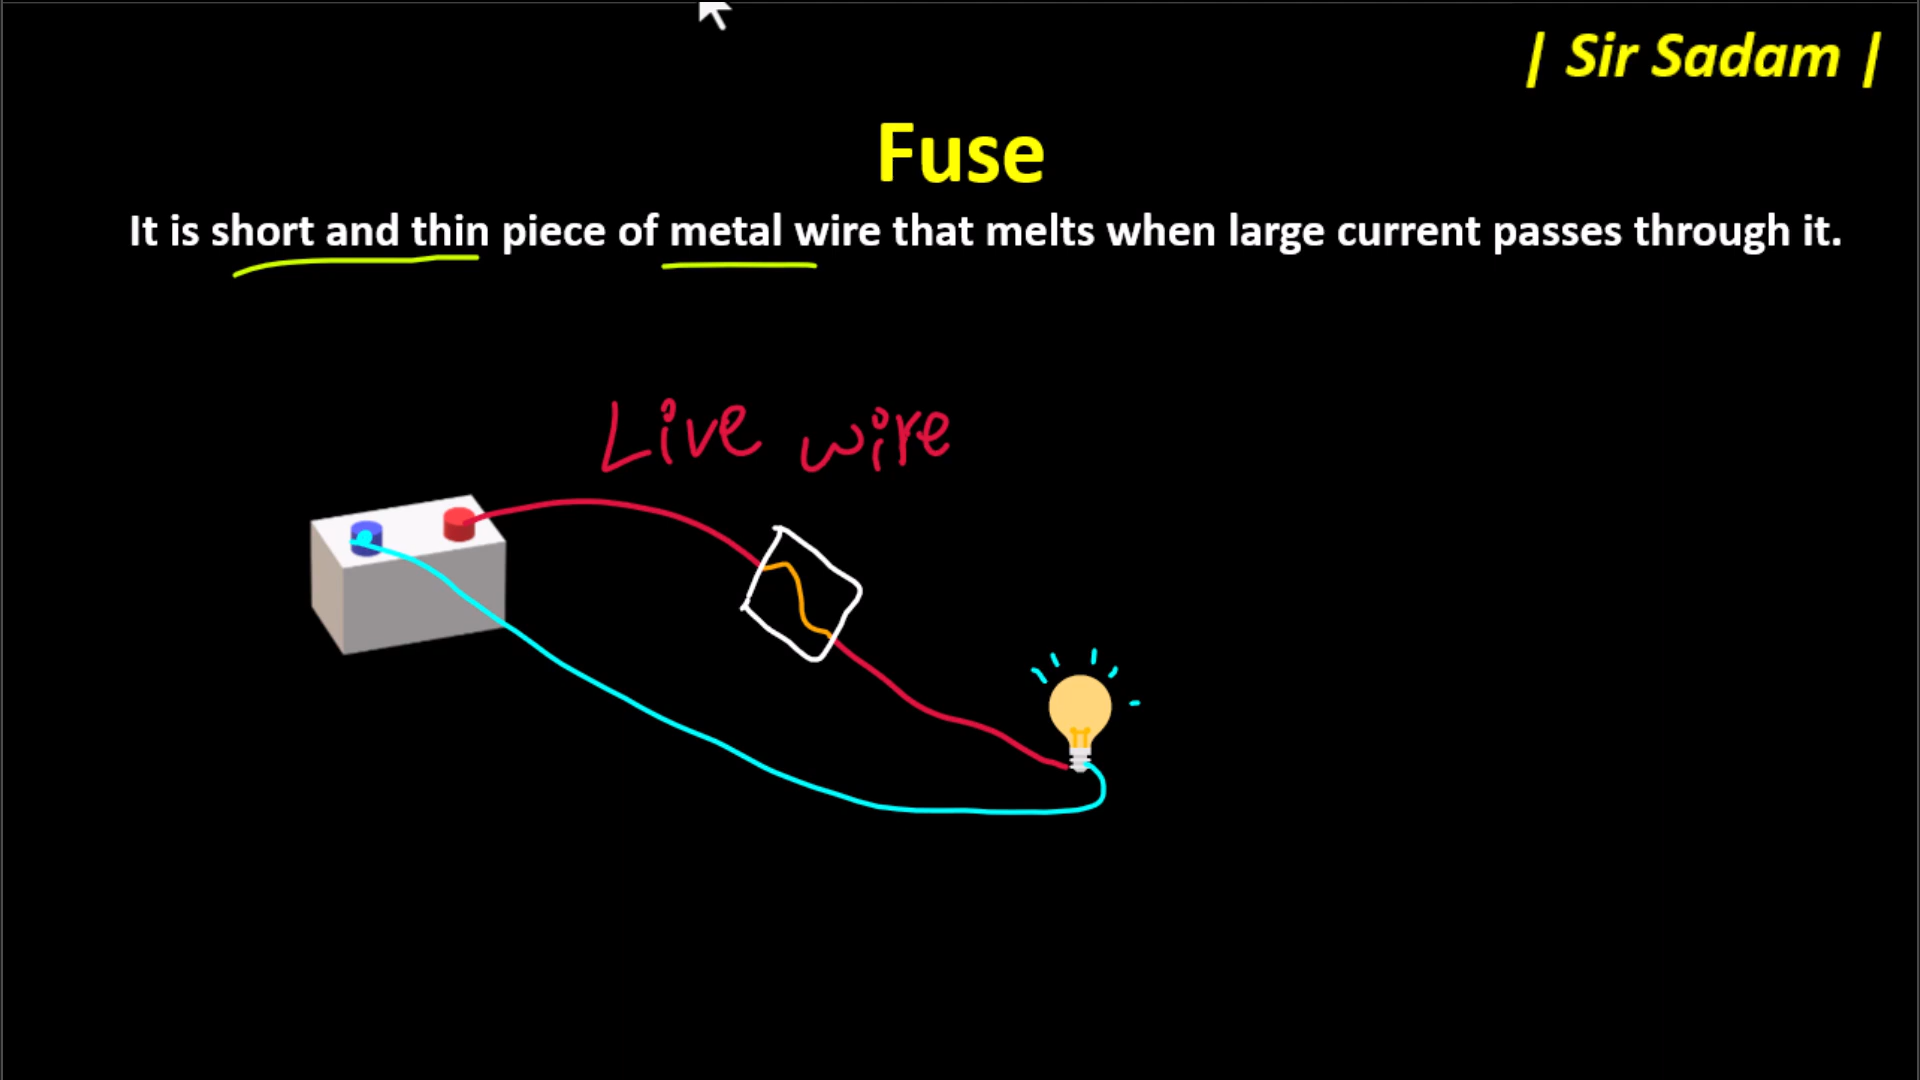 | Sir Sadam |
Fuse
It is short and thin piece of metal wire that melts when large current passes through it.
Live wire